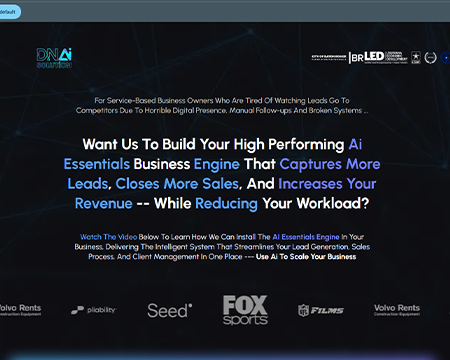 default
DNAi
SOLUTION
BR LED
For Service-Based Business Owners Who Are Tired Of Watching Leads Go To
Competitors Due To Horrible Digital Presence, Manual Follow-ups And Broken Systems ...
Want Us To Build Your High Performing Ai
Essentials Business Engine That Captures More
Leads, Closes More Sales, And Increases Your
Revenue -- While Reducing Your Workload?
Watch The Video Below To Learn How We Can Install The AI Essentials Engine In Your
Business, Delivering The Intelligent System That Streamlines Your Lead Generation, Sales
Process, And Client Management In One Place --- Use Ai To Scale Your Business
Volvo Rents
Construction Equipment
pliability
Seed
FOX
sports
NFL FILMS
Volvo Rents
Construction Equipment